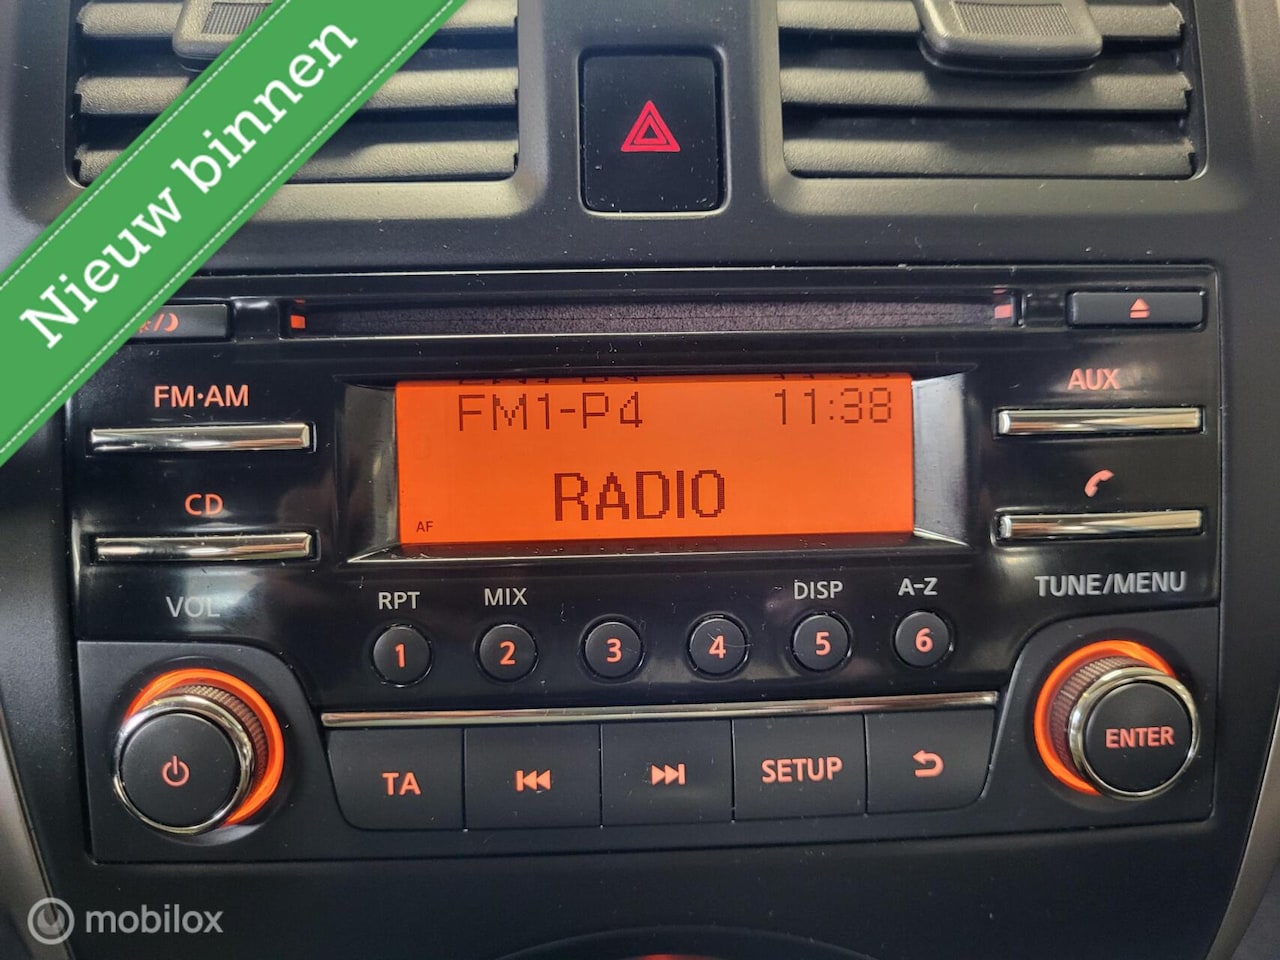 Nieuw binnen
FM•AM
AUX
FM1-P4 11:38
RADIO
AF
CD
VOL
RPT
MIX
DISP
A-Z
TUNE/MENU
1
2
3
4
5
6
TA
SETUP
ENTER
mobilox